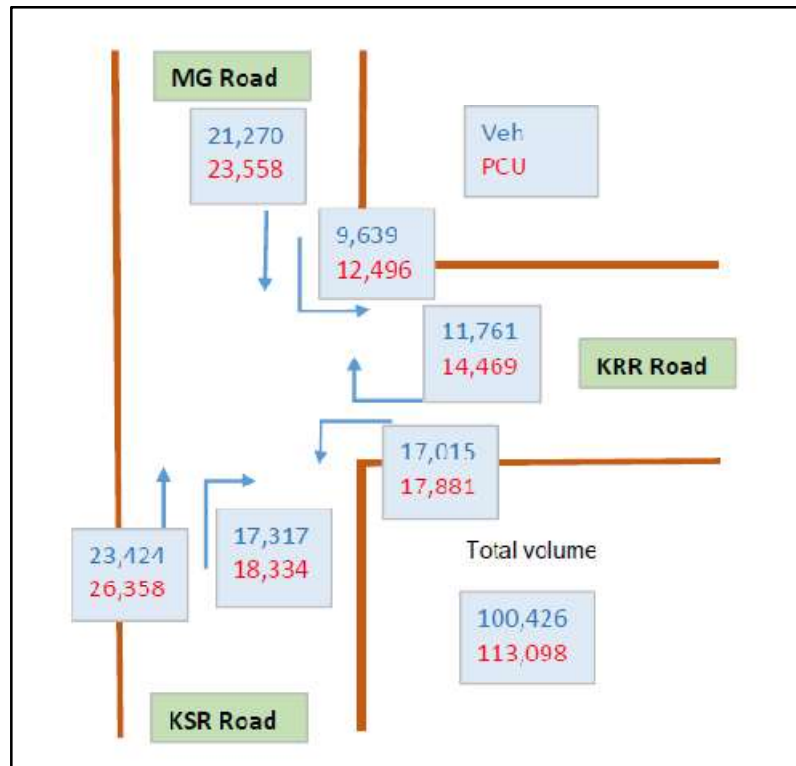 MG Road
21,270
23,558
Veh
PCU
9,639
12,496
11,761
14,469
KRR Road
17,015
17,881
23,424
26,358
17,317
18,334
Total volume
100,426
113,098
KSR Road